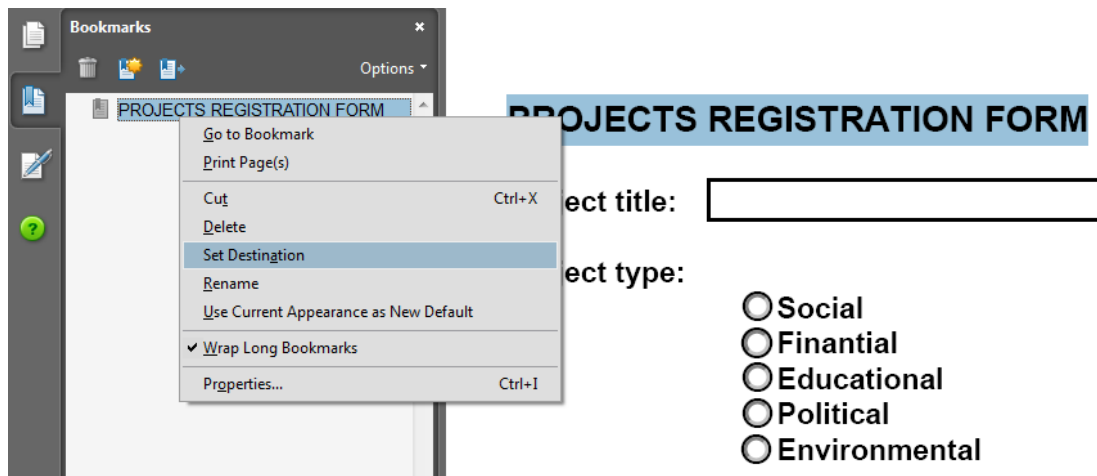 Bookmarks
Options
PROJECTS REGISTRATION FORM
Go to Bookmark
Print Page(s)
Cut Ctrl+X
Delete
Set Destination
Rename
Use Current Appearance as New Default
Wrap Long Bookmarks
Properties... Ctrl+I
?
PROJECTS REGISTRATION FORM
ect title:
ect type:
Social
Finantial
Educational
Political
Environmental